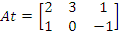 At = [2 3 1
1 0 −1]